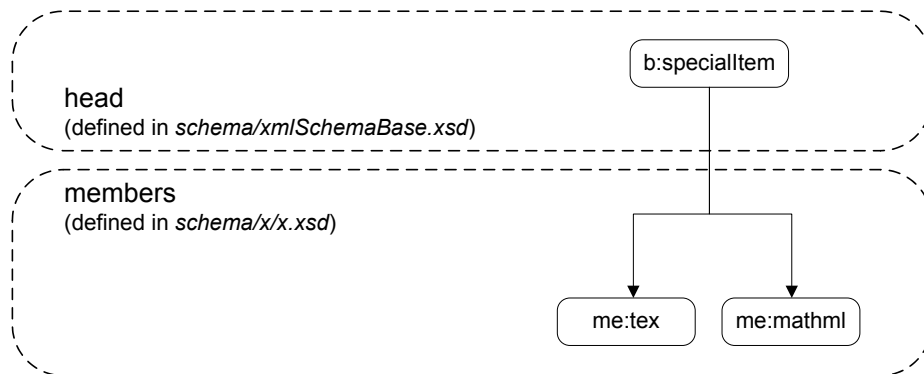 b:specialItem
head
(defined in schema/xmlSchemaBase.xsd)
members
(defined in schema/x/x.xsd)
me:tex
me:mathml